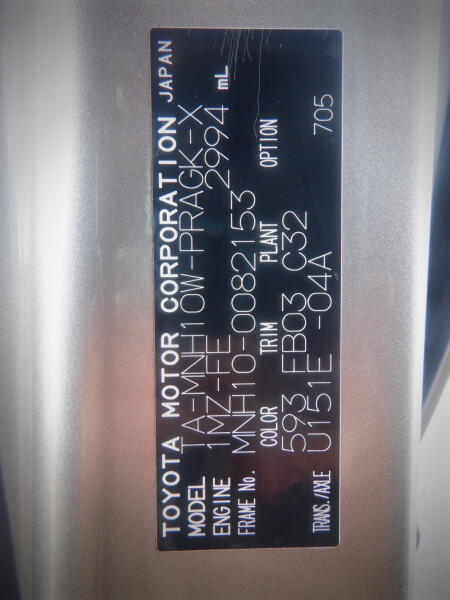 TOYOTA MOTOR CORPORATION JAPAN
MODEL TA-MNH10W-PRAGK-X
ENGINE 1MZ-FE 2994 mL
FRAME No. MNH10-0082153
COLOR TRIM PLANT OPTION
593 FB03 C32
TRANS./AXLE U151E -04A 705